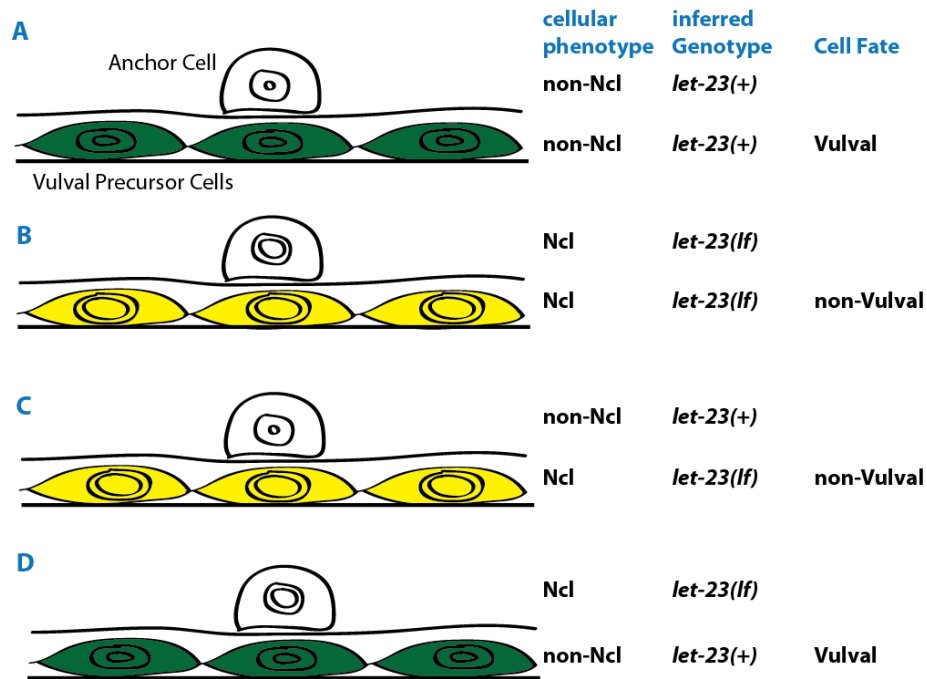 cellular phenotype inferred Genotype Cell Fate
A
Anchor Cell
non-Ncl let-23(+)
non-Ncl let-23(+) Vulval
Vulval Precursor Cells
B
Ncl let-23(lf)
Ncl let-23(lf) non-Vulval
C
non-Ncl let-23(+)
Ncl let-23(lf) non-Vulval
D
Ncl let-23(lf)
non-Ncl let-23(+) Vulval